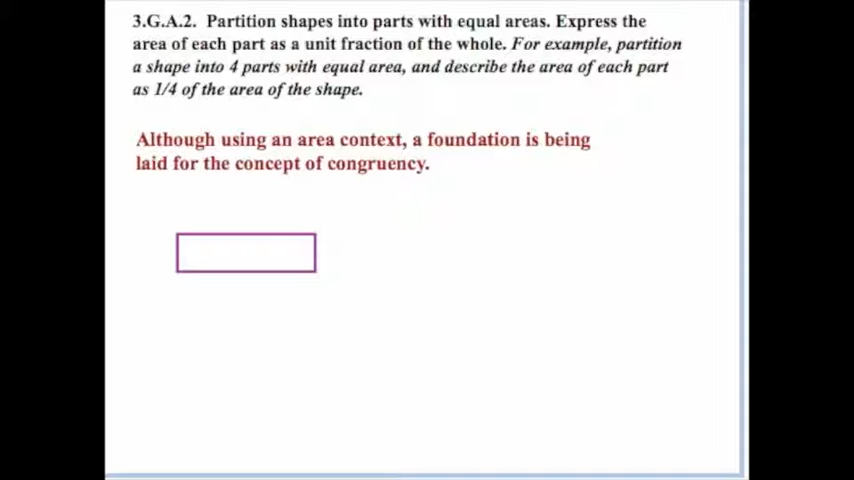 3.G.A.2. Partition shapes into parts with equal areas. Express the
area of each part as a unit fraction of the whole. For example, partition
a shape into 4 parts with equal area, and describe the area of each part
as 1/4 of the area of the shape.
Although using an area context, a foundation is being
laid for the concept of congruency.